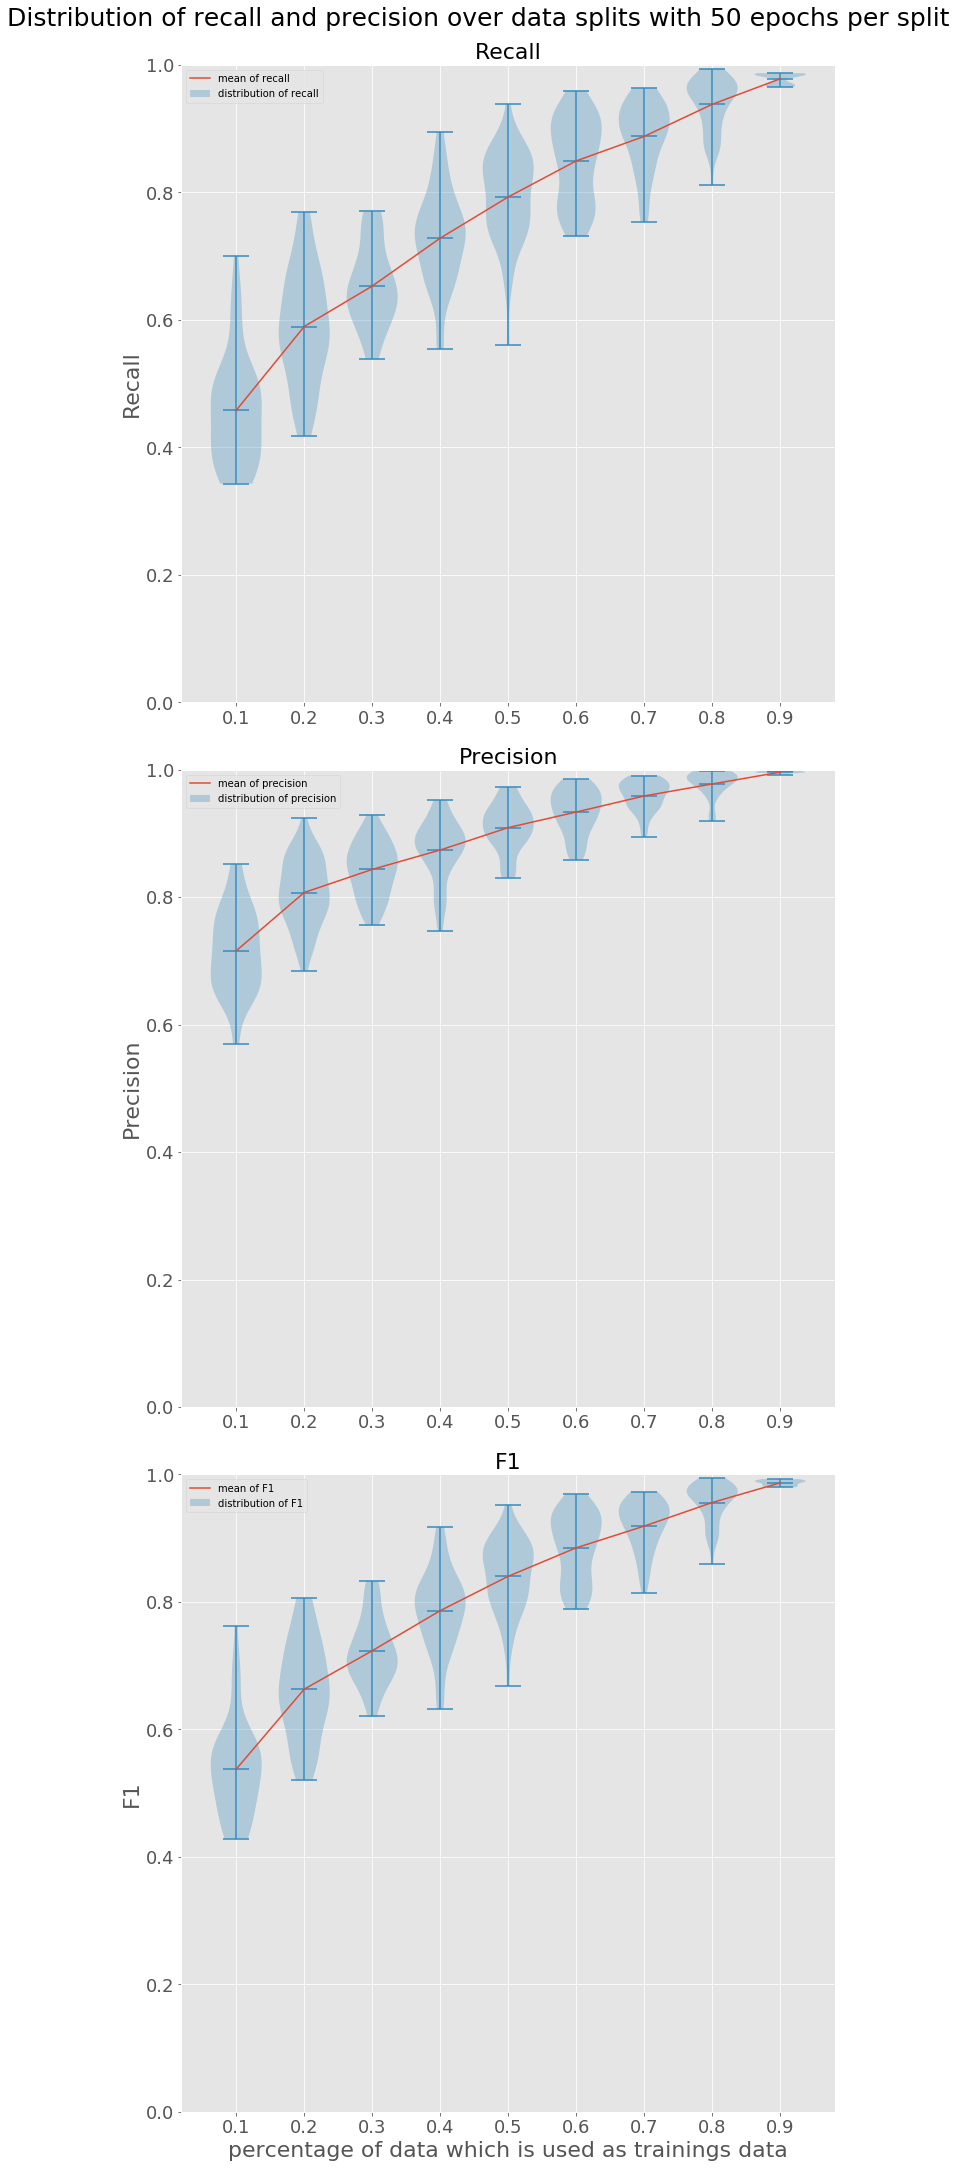 Distribution of recall and precision over data splits with 50 epochs per split
Recall
mean of recall
distribution of recall
1.0
0.8
0.6
0.4
0.2
0.0
Recall
0.1 0.2 0.3 0.4 0.5 0.6 0.7 0.8 0.9
Precision
mean of precision
distribution of precision
1.0
0.8
0.6
0.4
0.2
0.0
Precision
0.1 0.2 0.3 0.4 0.5 0.6 0.7 0.8 0.9
F1
mean of F1
distribution of F1
1.0
0.8
0.6
0.4
0.2
0.0
F1
0.1 0.2 0.3 0.4 0.5 0.6 0.7 0.8 0.9
percentage of data which is used as trainings data